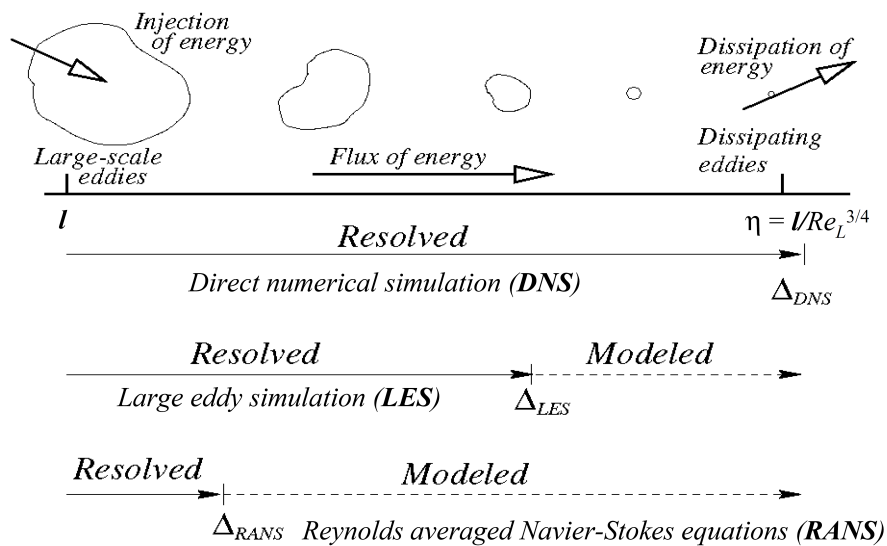 Injection
of energy
Dissipation of
energy
Large-scale
eddies
Flux of energy
Dissipating
eddies
l
η = l/Re_L^3/4
Resolved
Direct numerical simulation (DNS)
Δ_DNS
Resolved
Modeled
Large eddy simulation (LES)
Δ_LES
Resolved
Modeled
Δ_RANS
Reynolds averaged Navier-Stokes equations (RANS)